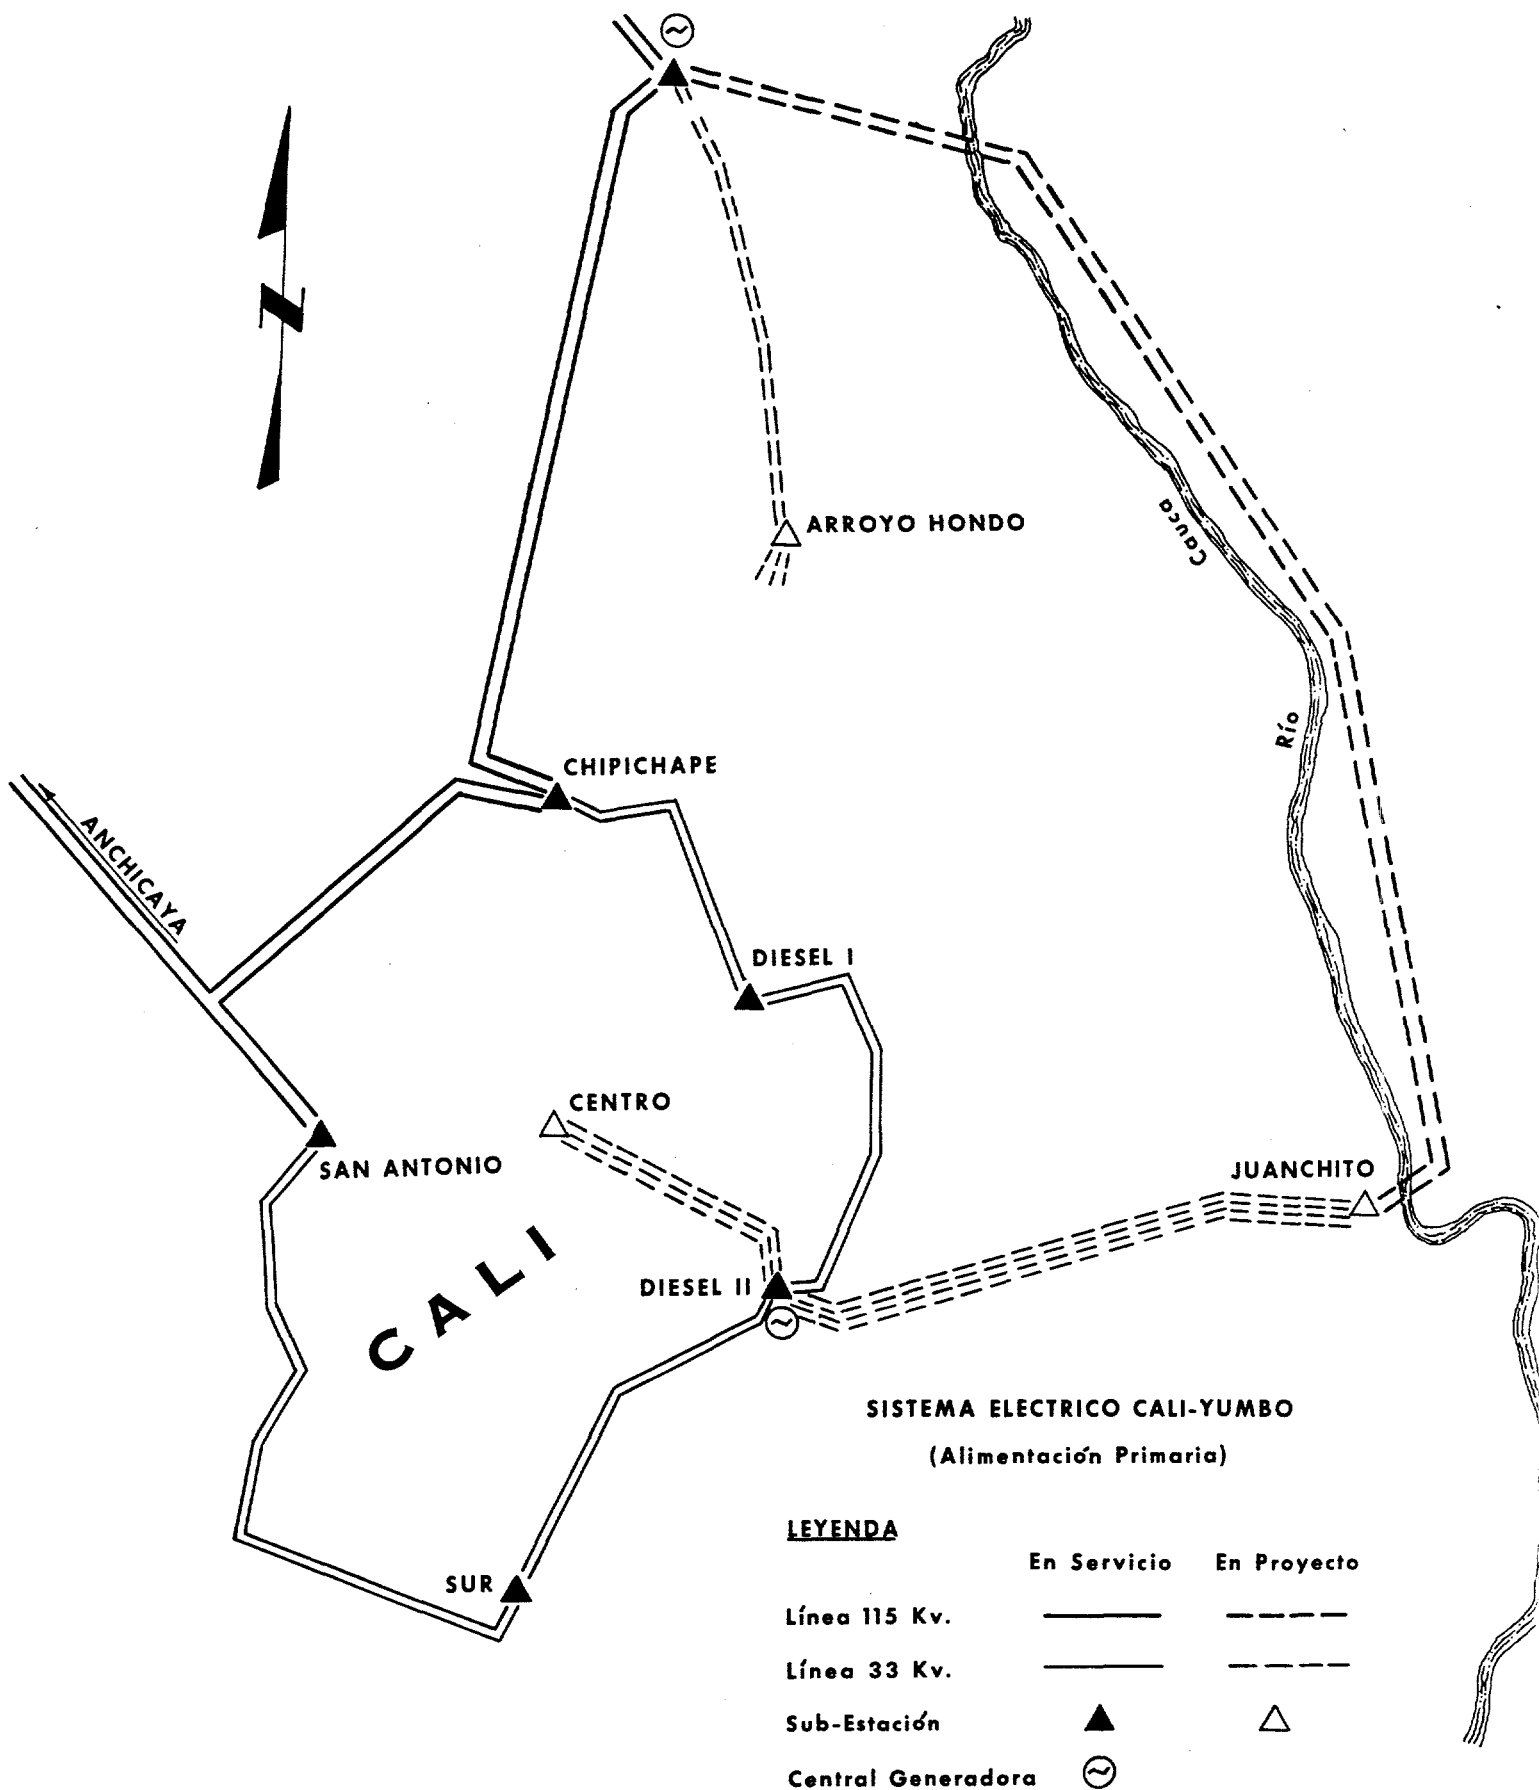 N
ARROYO HONDO
Río Cauca
CHIPICHAPE
ANCHICAYA
DIESEL I
CENTRO
SAN ANTONIO
JUANCHITO
CALI
DIESEL II
SUR
SISTEMA ELECTRICO CALI-YUMBO
(Alimentación Primaria)
LEYENDA
En Servicio En Proyecto
Línea 115 Kv.
Línea 33 Kv.
Sub-Estación
Central Generadora